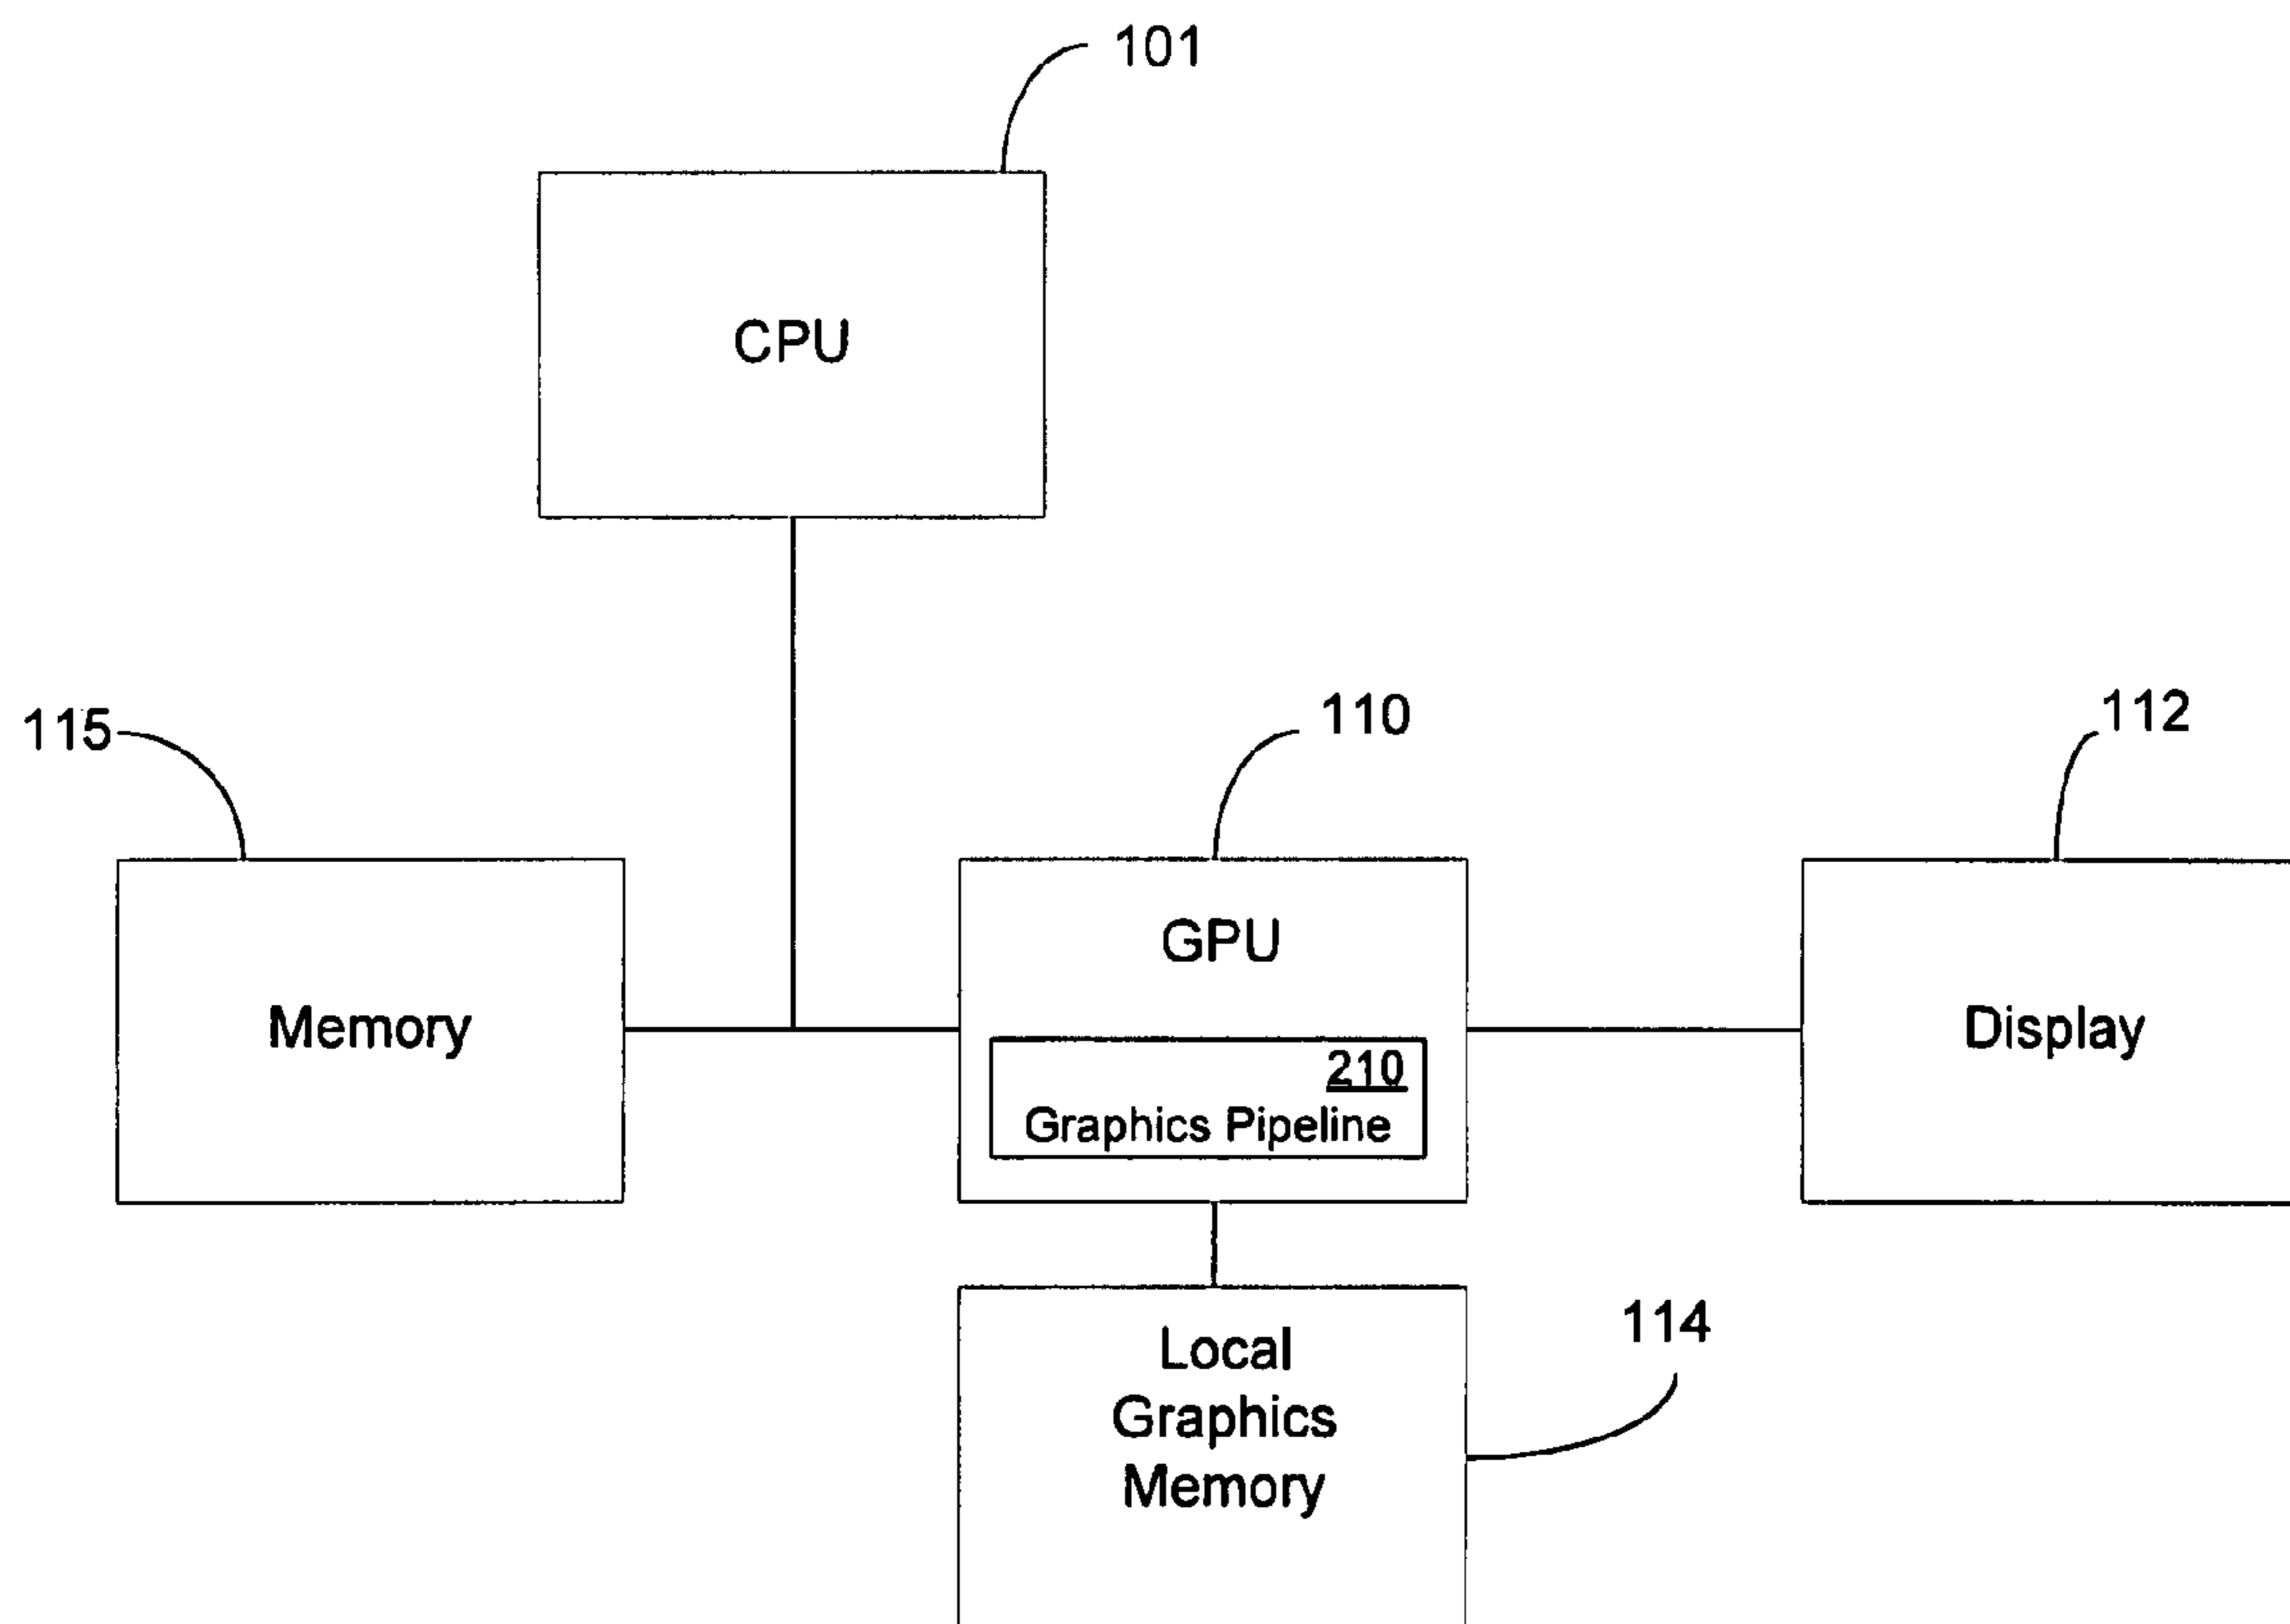 101
CPU
115
110
112
Memory
GPU
210
Graphics Pipeline
Display
Local
Graphics
Memory
114